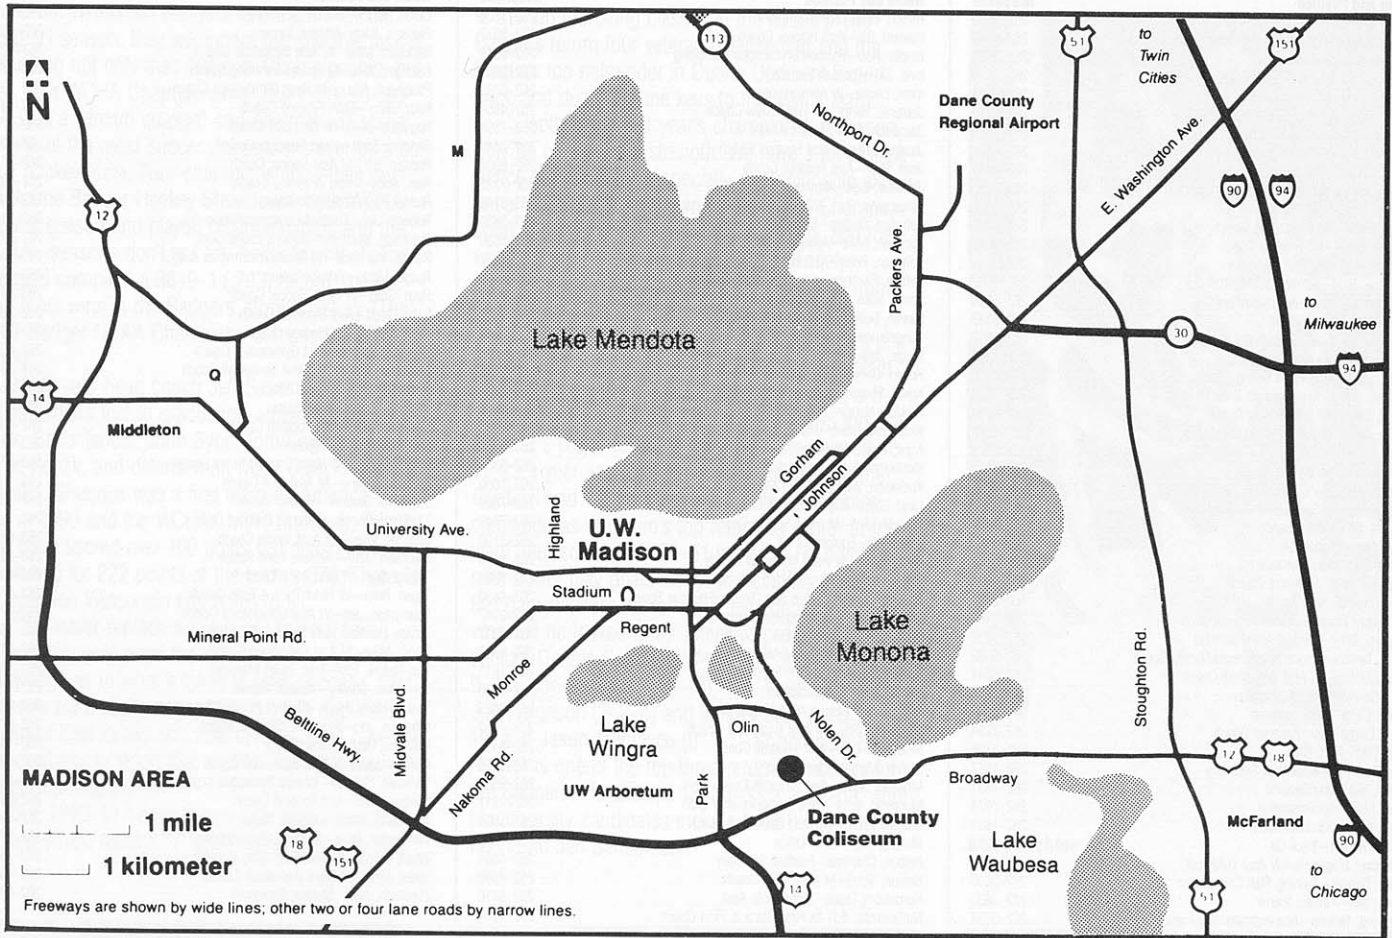 113
51
to
Twin
Cities
151
N
Northport Dr.
Dane County
Regional Airport
M
E. Washington Ave.
90
94
12
Packers Ave.
to
Milwaukee
Lake Mendota
30
94
Q
14
Middleton
Gorham
Johnson
University Ave.
Highland
U.W.
Madison
Stadium
Regent
Lake
Monona
Mineral Point Rd.
Monroe
Stoughton Rd.
Midvale Blvd.
Beltline Hwy.
Lake
Wingra
Olin
Nolen Dr.
Nakoma Rd.
UW Arboretum
Park
12
18
Broadway
MADISON AREA
1 mile
1 kilometer
Dane County
Coliseum
McFarland
Lake
Waubesa
90
to
Chicago
18
151
14
51
Freeways are shown by wide lines; other two or four lane roads by narrow lines.